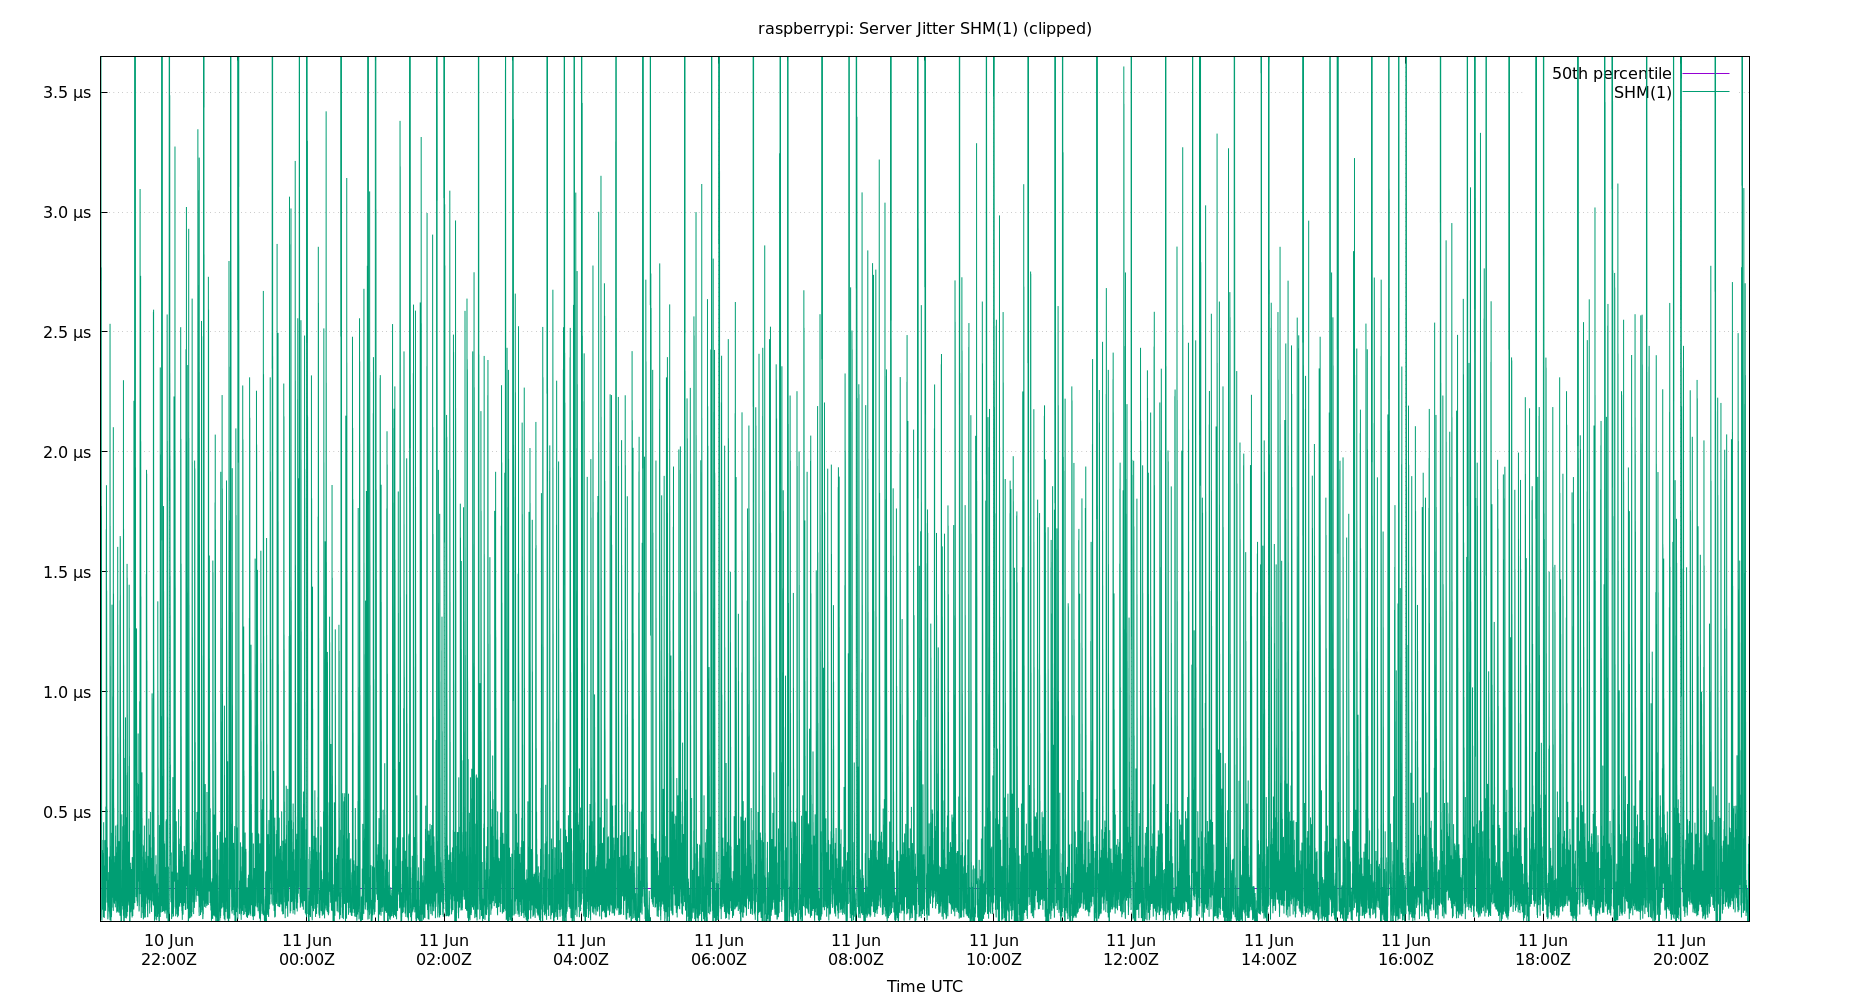 raspberrypi: Server Jitter SHM(1) (clipped)
50th percentile
SHM(1)
3.5 µs
3.0 µs
2.5 µs
2.0 µs
1.5 µs
1.0 µs
0.5 µs
10 Jun 11 Jun 11 Jun 11 Jun 11 Jun 11 Jun 11 Jun 11 Jun 11 Jun 11 Jun 11 Jun 11 Jun
22:00Z 00:00Z 02:00Z 04:00Z 06:00Z 08:00Z 10:00Z 12:00Z 14:00Z 16:00Z 18:00Z 20:00Z
Time UTC